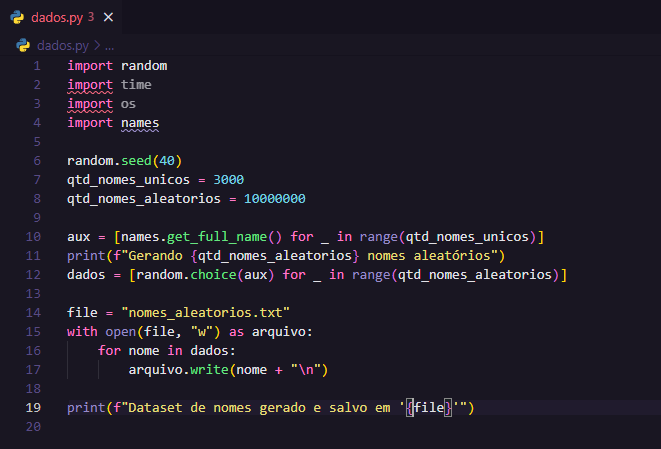 dados.py 3 ×
dados.py > ...
1 import random
2 import time
3 import os
4 import names
5
6 random.seed(40)
7 qtd_nomes_unicos = 3000
8 qtd_nomes_aleatorios = 10000000
9
10 aux = [names.get_full_name() for _ in range(qtd_nomes_unicos)]
11 print(f"Gerando {qtd_nomes_aleatorios} nomes aleatórios")
12 dados = [random.choice(aux) for _ in range(qtd_nomes_aleatorios)]
13
14 file = "nomes_aleatorios.txt"
15 with open(file, "w") as arquivo:
16     for nome in dados:
17         arquivo.write(nome + "\n")
18
19 print(f"Dataset de nomes gerado e salvo em '{file}'")
20